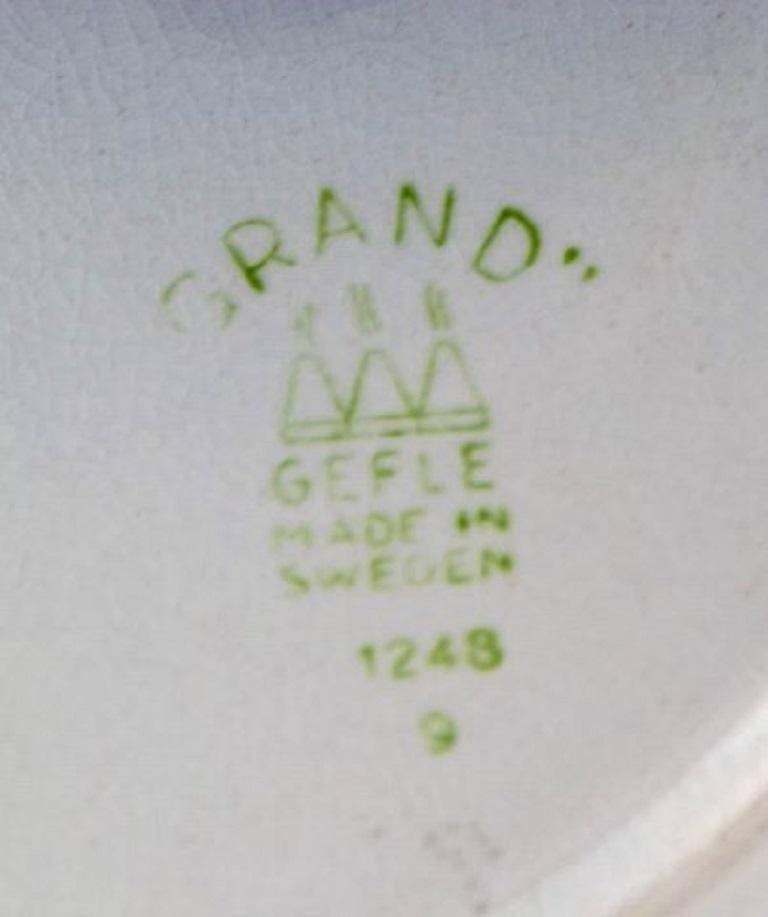 GRAND"
GEFLE
MADE IN
SWEDEN
1248
9